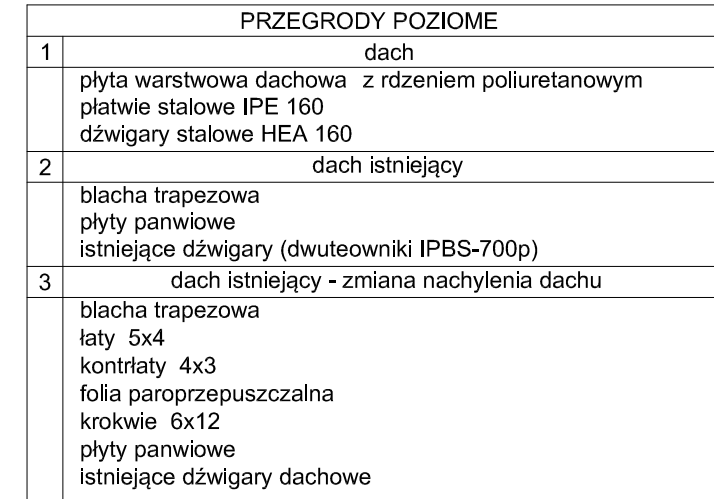 PRZEGRODY POZIOME
1 dach
płyta warstwowa dachowa z rdzeniem poliuretanowym
płatwie stalowe IPE 160
dźwigary stalowe HEA 160
2 dach istniejący
blacha trapezowa
płyty panwiowe
istniejące dźwigary (dwuteowniki IPBS-700p)
3 dach istniejący - zmiana nachylenia dachu
blacha trapezowa
łaty 5x4
kontrłaty 4x3
folia paroprzepuszczalna
krokwie 6x12
płyty panwiowe
istniejące dźwigary dachowe